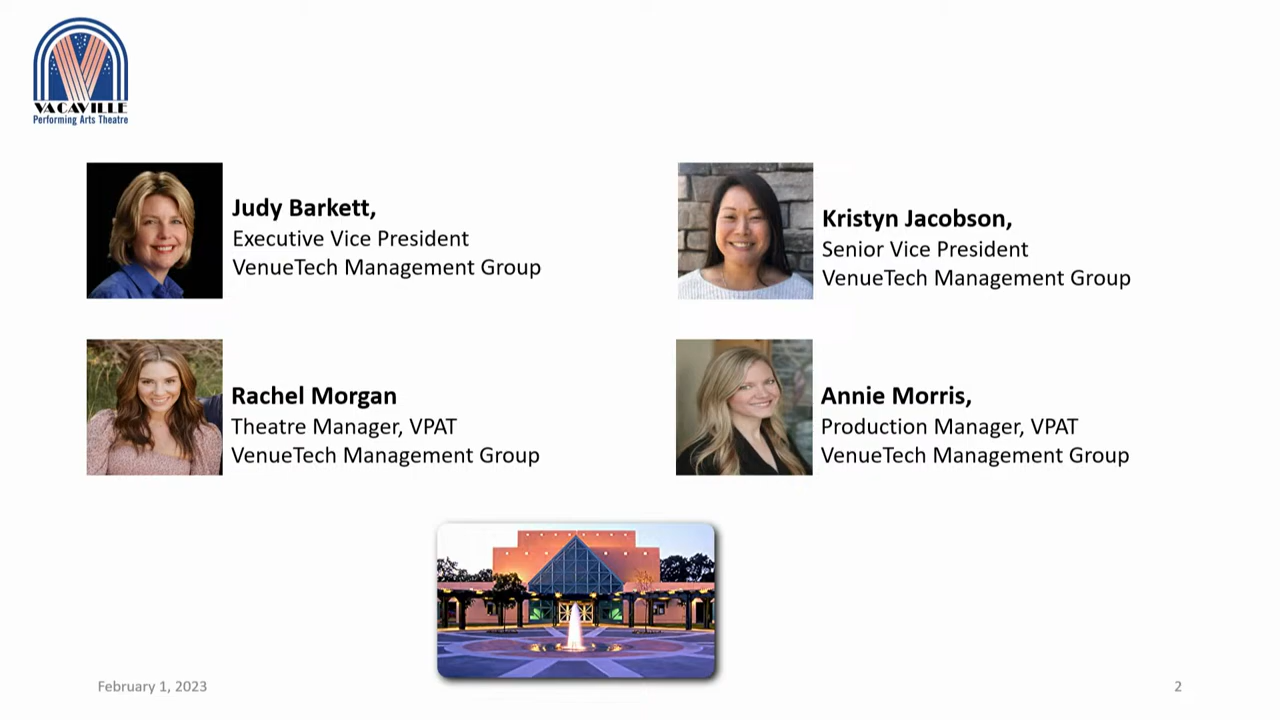 VACAVILLE
Performing Arts Theatre
Judy Barkett,
Executive Vice President
VenueTech Management Group
Kristyn Jacobson,
Senior Vice President
VenueTech Management Group
Rachel Morgan
Theatre Manager, VPAT
VenueTech Management Group
Annie Morris,
Production Manager, VPAT
VenueTech Management Group
February 1, 2023
2